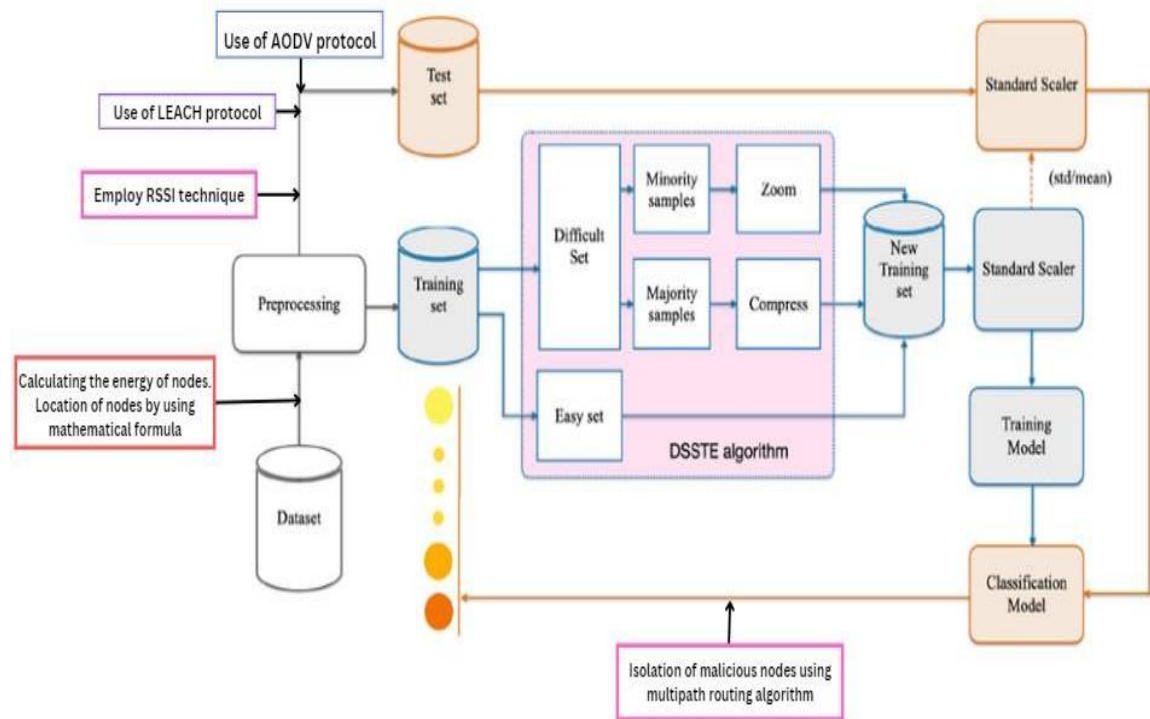 Use of AODV protocol
Use of LEACH protocol
Employ RSSI technique
Test
set
Standard Scaler
(std/mean)
Minority
samples
Zoom
Difficult
Set
Majority
samples
Compress
New
Training
set
Standard Scaler
Preprocessing
Training
set
Calculating the energy of nodes.
Location of nodes by using
mathematical formula
Easy set
DSSTE algorithm
Training
Model
Dataset
Classification
Model
Isolation of malicious nodes using
multipath routing algorithm